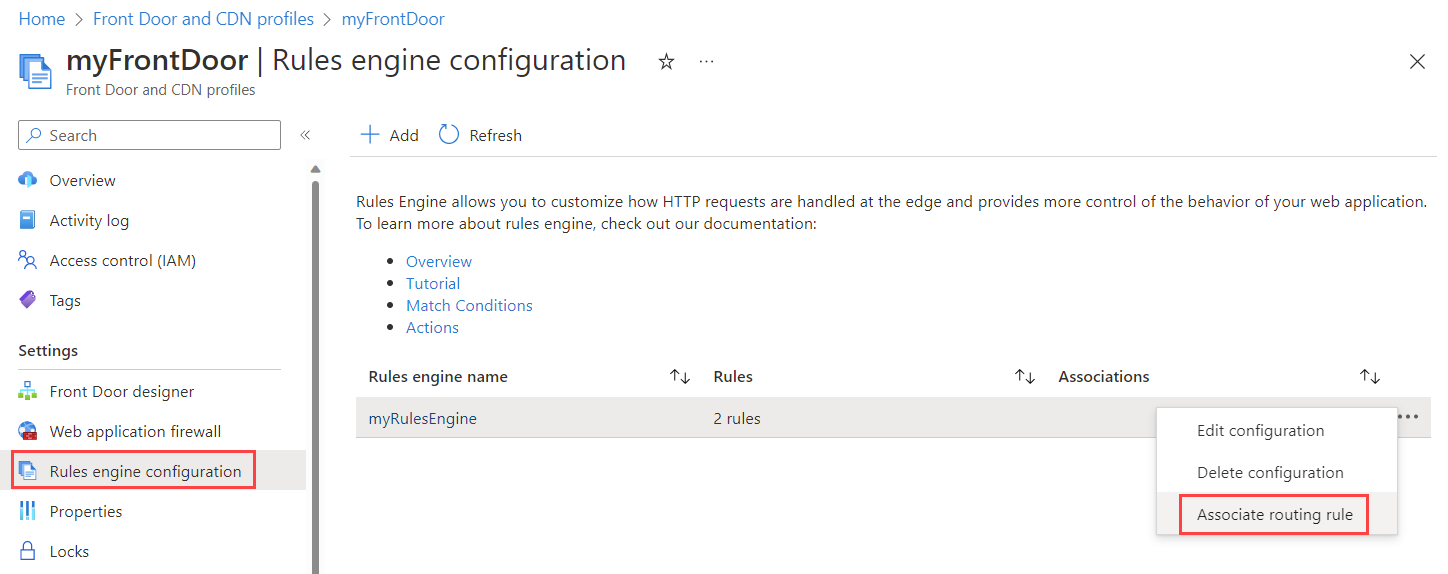 Home > Front Door and CDN profiles > myFrontDoor
myFrontDoor | Rules engine configuration
Front Door and CDN profiles
Search
Overview
Activity log
Access control (IAM)
Tags
Settings
Front Door designer
Web application firewall
Rules engine configuration
Properties
Locks
Add Refresh
Rules Engine allows you to customize how HTTP requests are handled at the edge and provides more control of the behavior of your web application.
To learn more about rules engine, check out our documentation:
Overview
Tutorial
Match Conditions
Actions
Rules engine name Rules Associations
myRulesEngine 2 rules
Edit configuration
Delete configuration
Associate routing rule